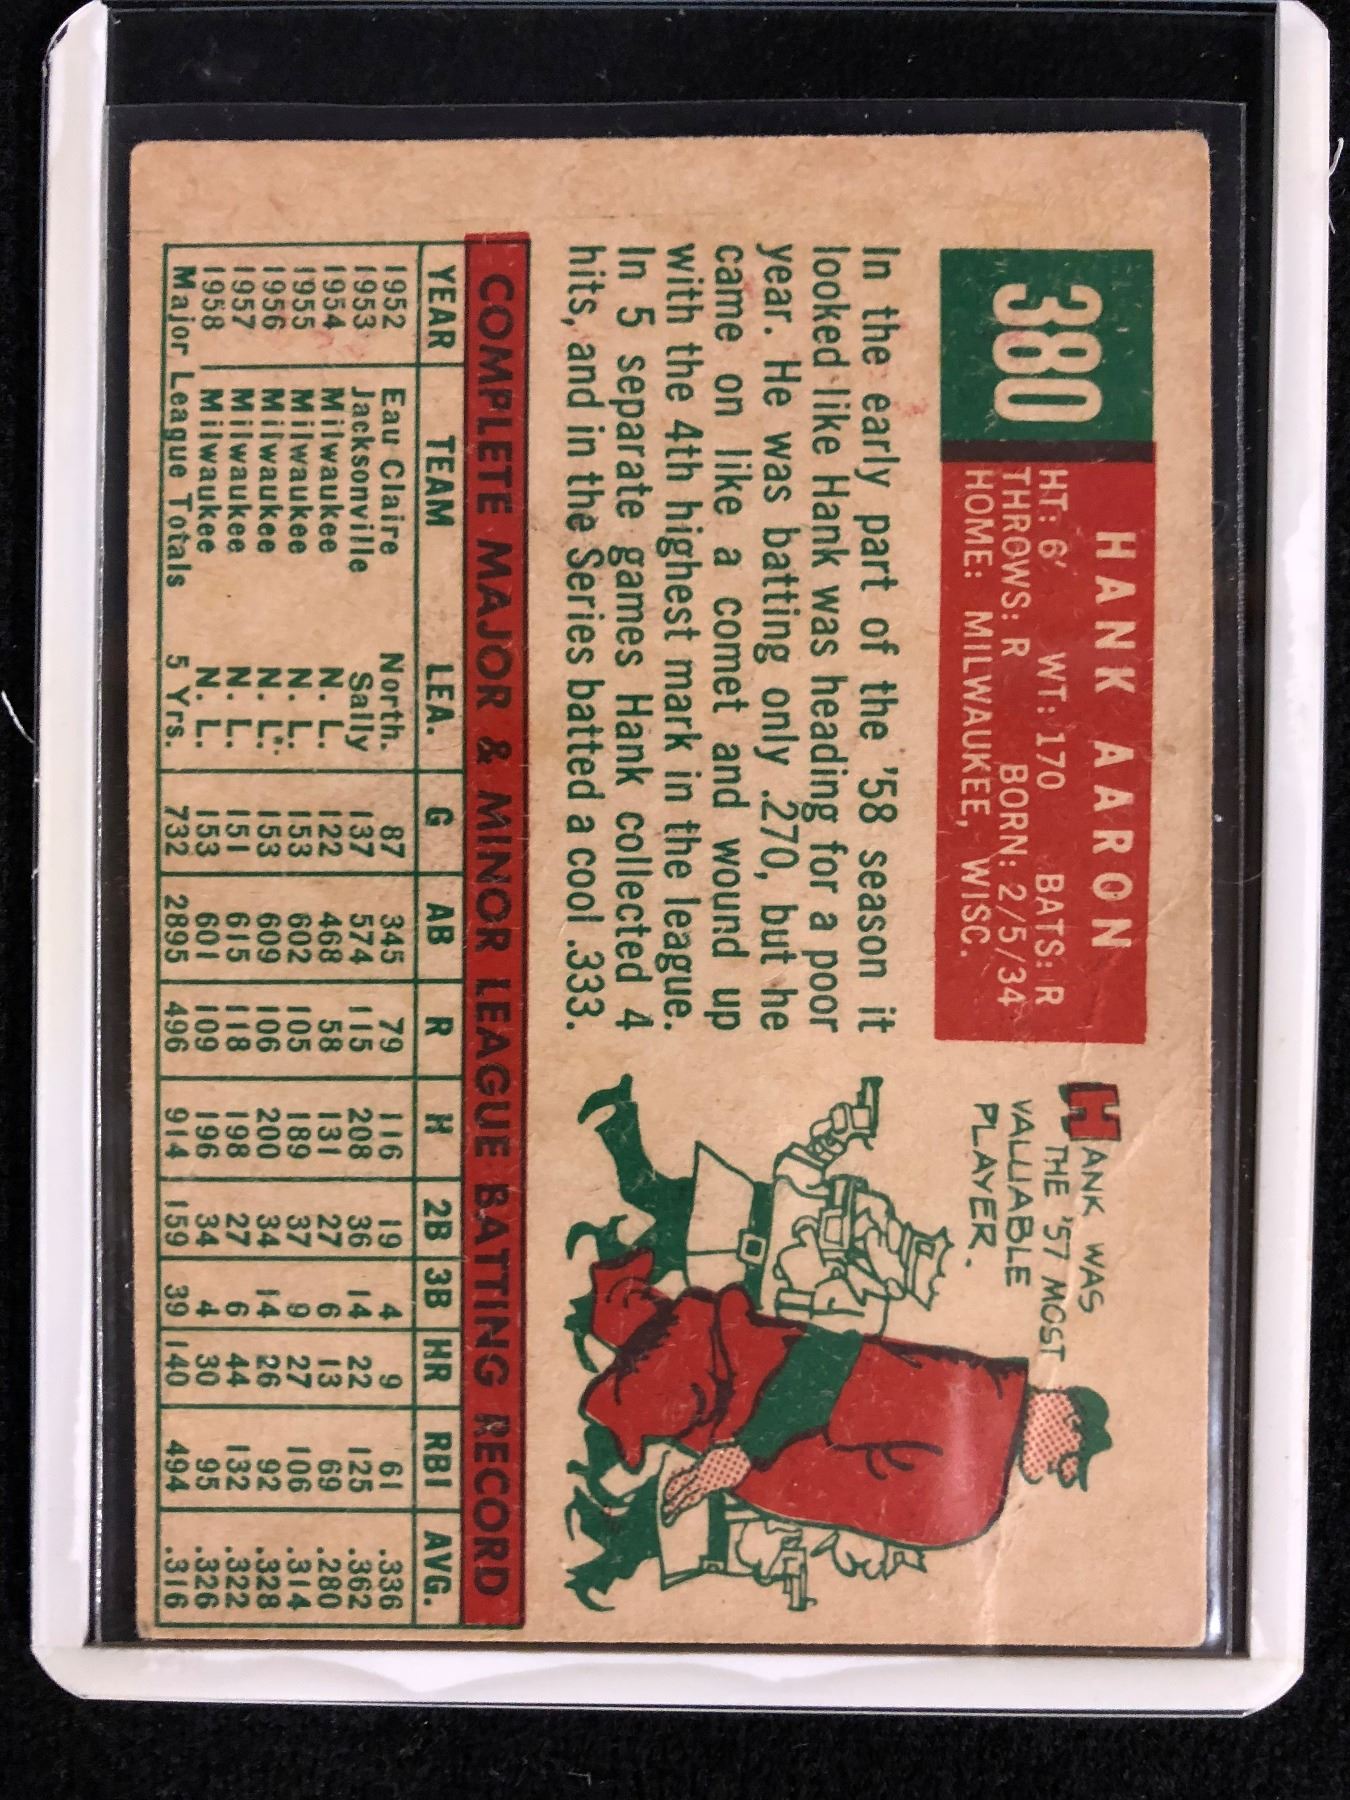 380
HANK AARON
HT: 6' WT: 170 BATS: R
THROWS: R BORN: 2/5/34
HOME: MILWAUKEE, WISC.
In the early part of the '58 season it
looked like Hank was heading for a poor
year. He was batting only .270, but he
came on like a comet and wound up
with the 4th highest mark in the league.
In 5 separate games Hank collected 4
hits, and in the Series batted a cool .333.
HANK WAS
THE '57 MOST
VALUABLE
PLAYER.
COMPLETE MAJOR & MINOR LEAGUE BATTING RECORD
YEAR TEAM LEA. G AB R H 2B 3B HR RBI AVG.
1952 Eau Claire North. 87 345 79 116 19 4 9 61 .336
1953 Jacksonville Sally 137 574 115 208 36 14 22 125 .362
1954 Milwaukee N. L. 122 468 58 131 27 6 13 69 .280
1955 Milwaukee N. L. 153 602 105 189 37 9 27 106 .314
1956 Milwaukee N. L. 153 609 106 200 34 14 26 92 .328
1957 Milwaukee N. L. 151 615 118 198 27 6 44 132 .322
1958 Milwaukee N. L. 153 601 109 196 34 4 30 95 .326
Major League Totals 5 Yrs. 732 2895 496 914 159 39 140 494 .316